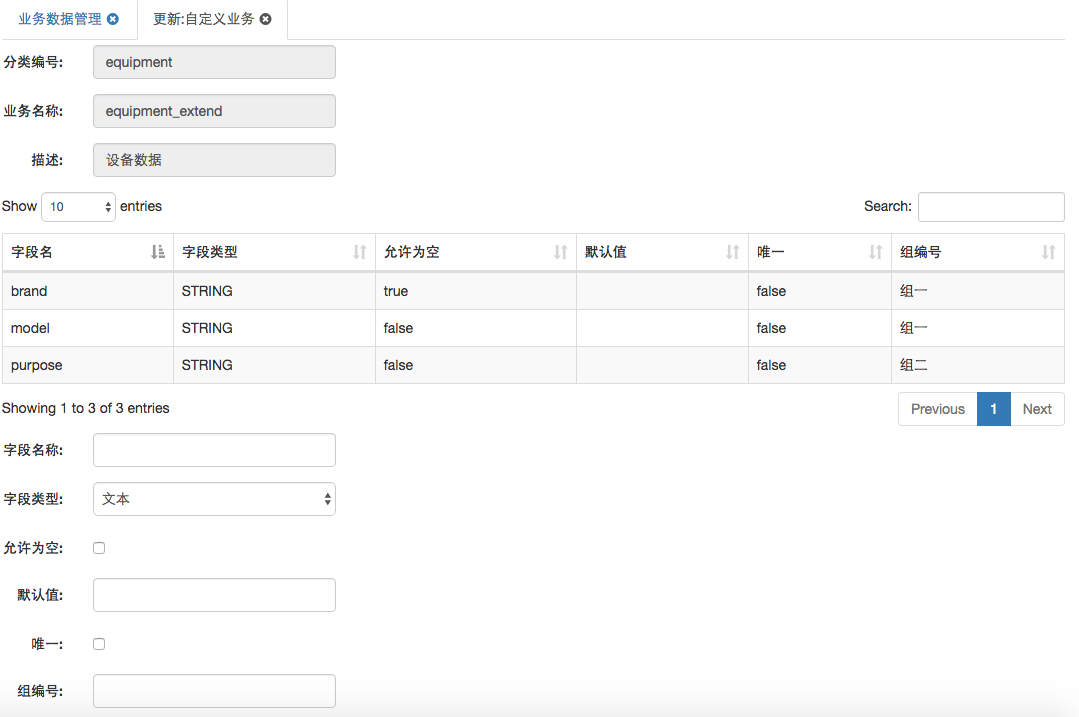 业务数据管理 更新:自定义业务
分类编号: equipment
业务名称: equipment_extend
描述: 设备数据
Show 10 entries Search:
字段名 字段类型 允许为空 默认值 唯一 组编号
brand STRING true false 组一
model STRING false false 组一
purpose STRING false false 组二
Showing 1 to 3 of 3 entries Previous 1 Next
字段名称:
字段类型: 文本
允许为空:
默认值:
唯一:
组编号: